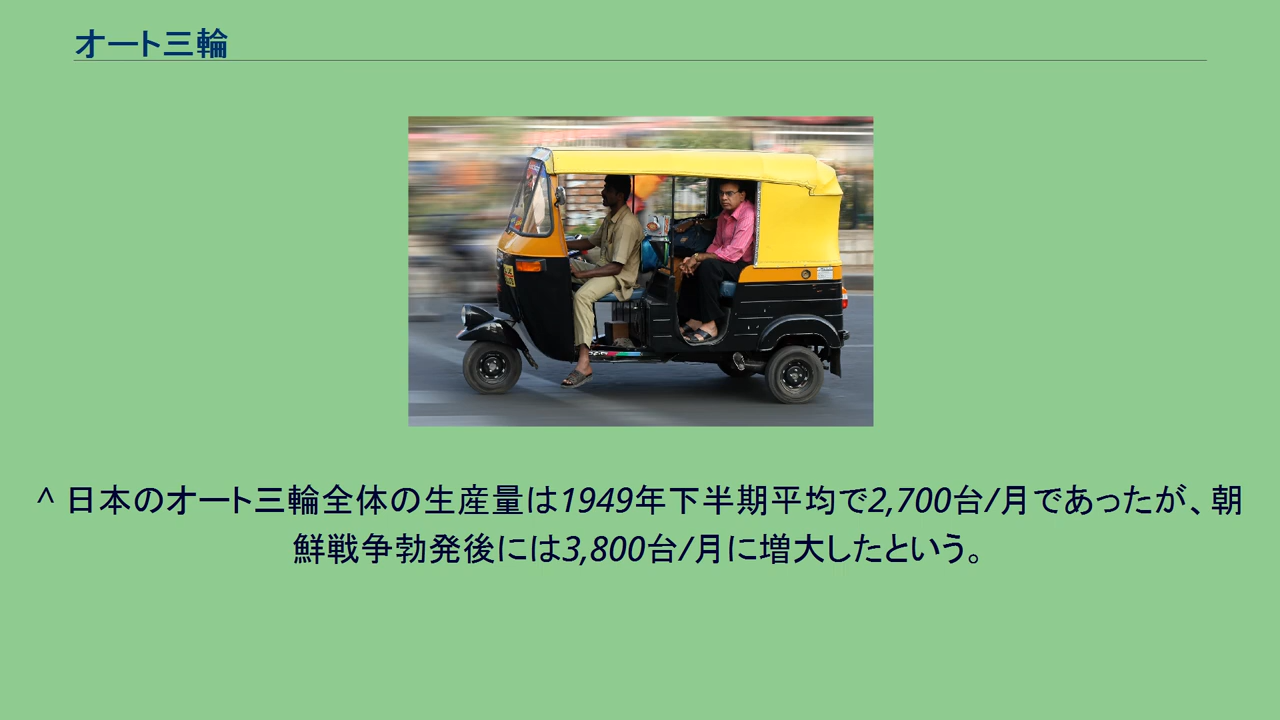 オート三輪
^ 日本のオート三輪全体の生産量は1949年下半期平均で2,700台/月であったが、朝
鮮戦争勃発後には3,800台/月に増大したという。